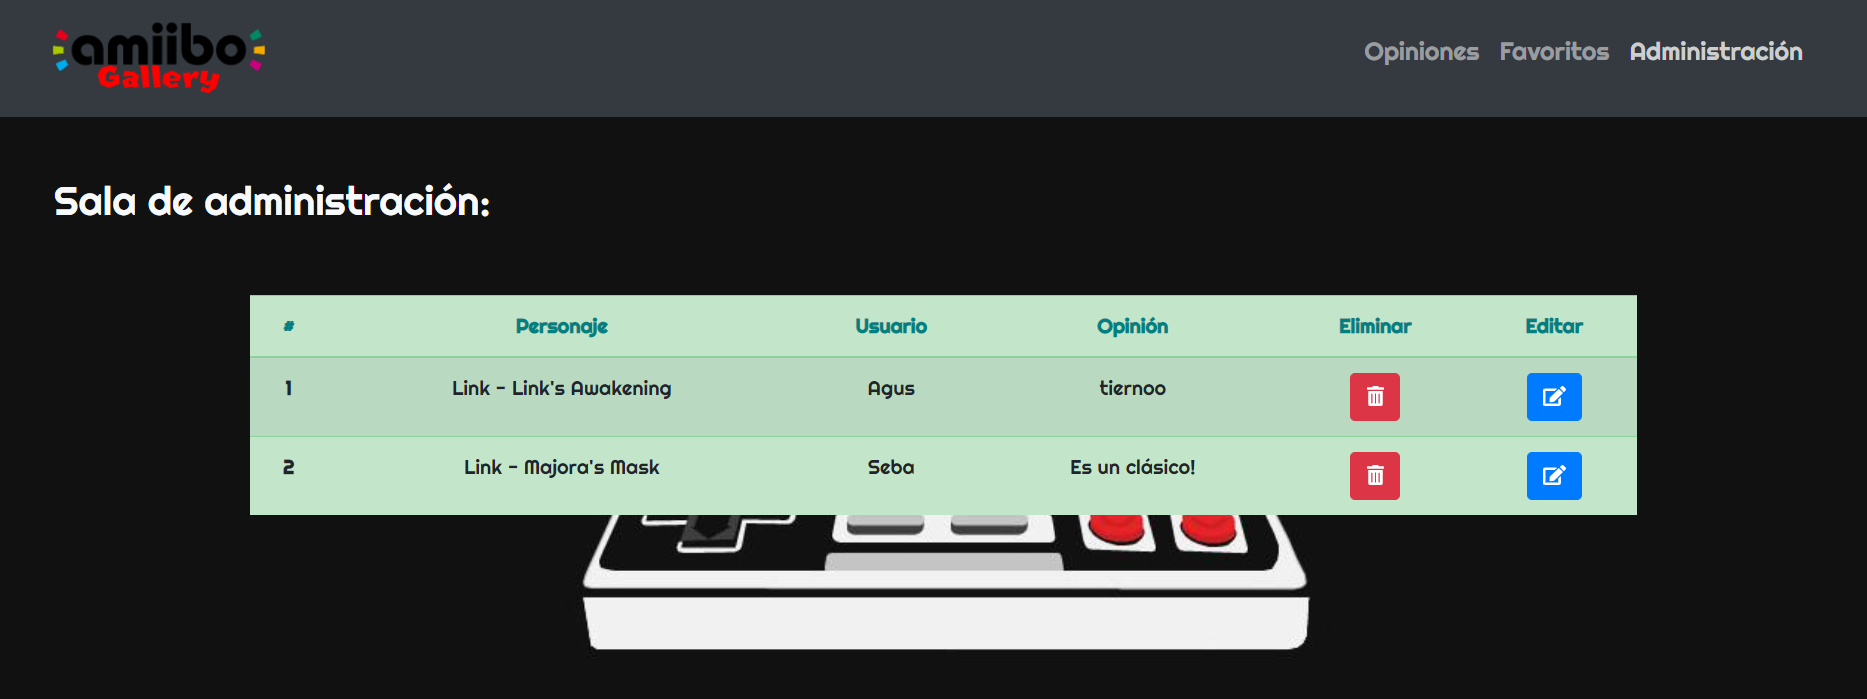 amiibo
Gallery
Opiniones Favoritos Administración
Sala de administración:
# Personaje Usuario Opinión Eliminar Editar
1 Link - Link's Awakening Agus tiernoo
2 Link - Majora's Mask Seba Es un clásico!